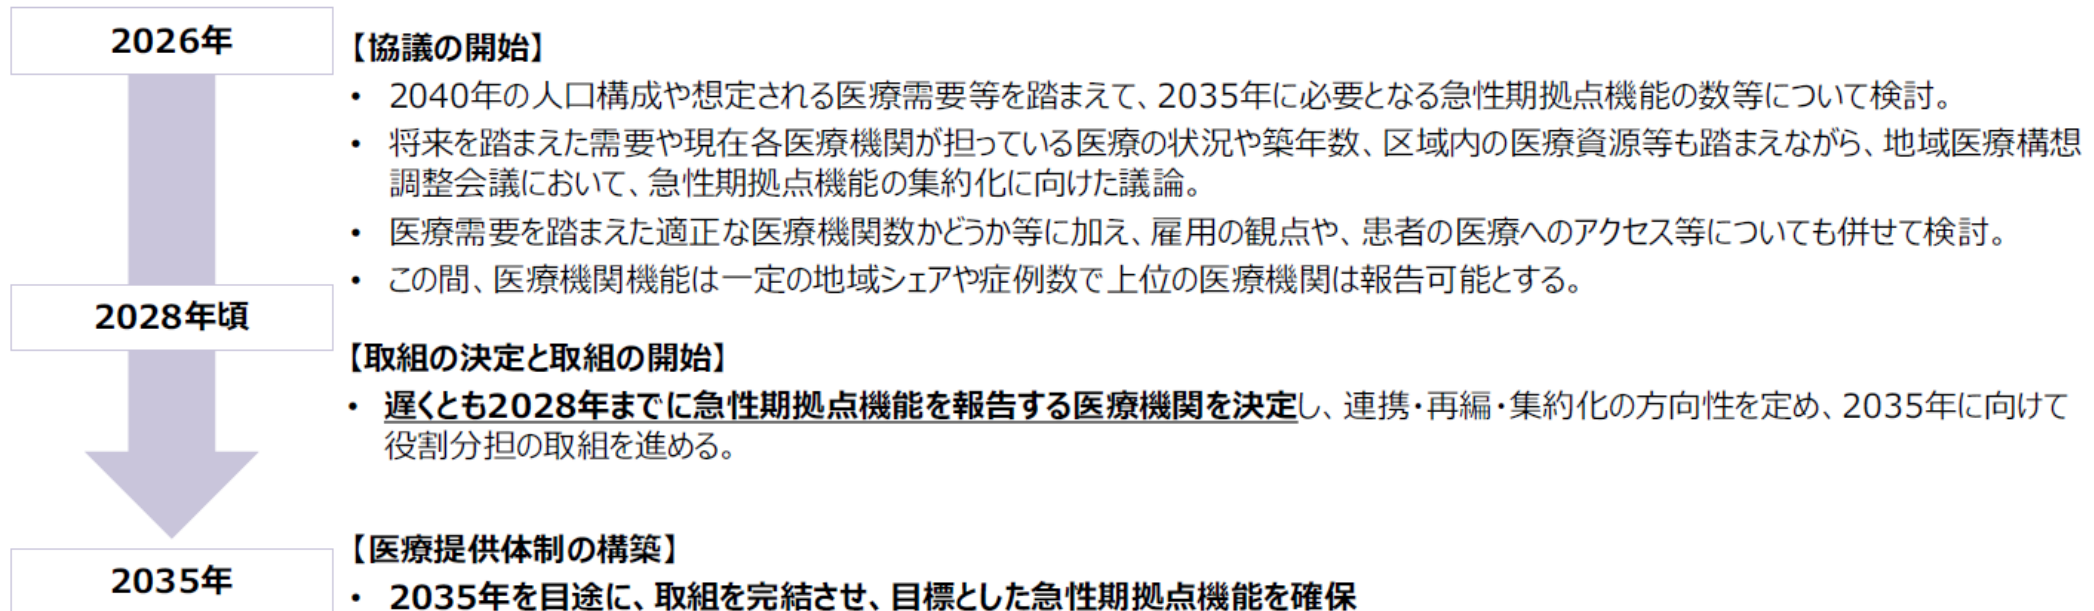 2026年
【協議の開始】
• 2040年の人口構成や想定される医療需要等を踏まえて、2035年に必要となる急性期拠点機能の数等について検討。
• 将来を踏まえた需要や現在各医療機関が担っている医療の状況や築年数、区域内の医療資源等も踏まえながら、地域医療構想
調整会議において、急性期拠点機能の集約化に向けた議論。
• 医療需要を踏まえた適正な医療機関数かどうか等に加え、雇用の観点や、患者の医療へのアクセス等についても併せて検討。
• この間、医療機関機能は一定の地域シェアや症例数で上位の医療機関は報告可能とする。
2028年頃
【取組の決定と取組の開始】
• 遅くとも2028年までに急性期拠点機能を報告する医療機関を決定し、連携・再編・集約化の方向性を定め、2035年に向けて
役割分担の取組を進める。
2035年
【医療提供体制の構築】
• 2035年を目途に、取組を完結させ、目標とした急性期拠点機能を確保